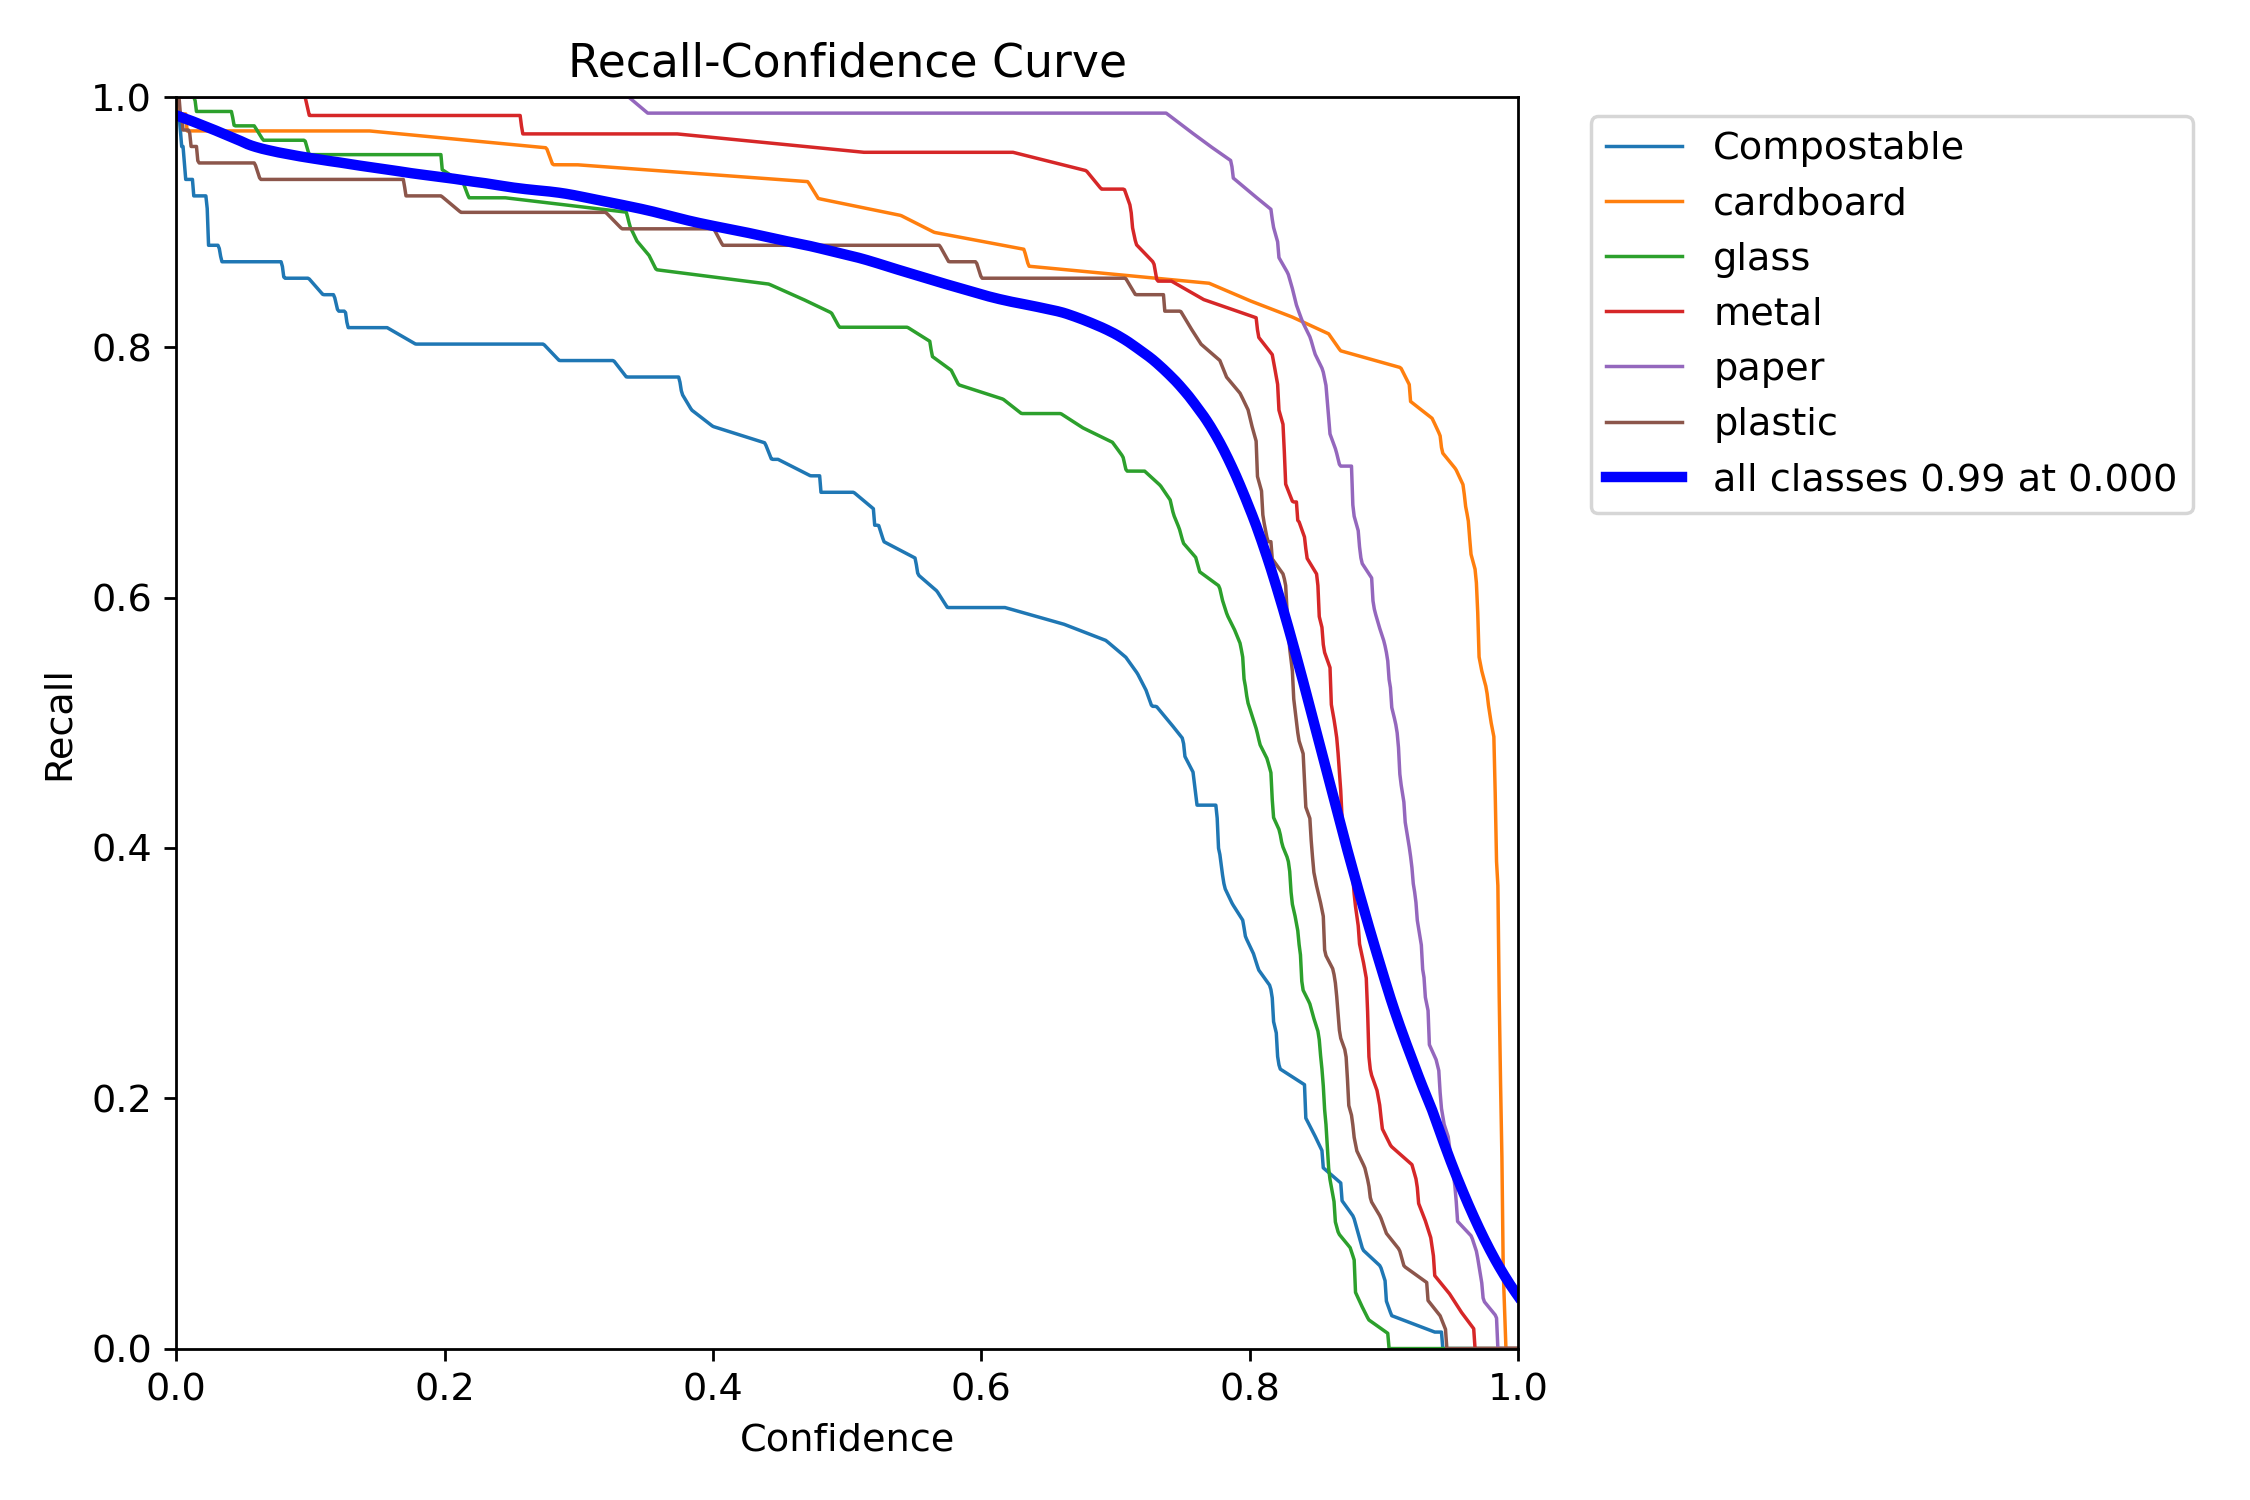 Recall-Confidence Curve
1.0
0.8
0.6
0.4
0.2
0.0
Recall
0.0 0.2 0.4 0.6 0.8 1.0
Confidence
Compostable
cardboard
glass
metal
paper
plastic
all classes 0.99 at 0.000